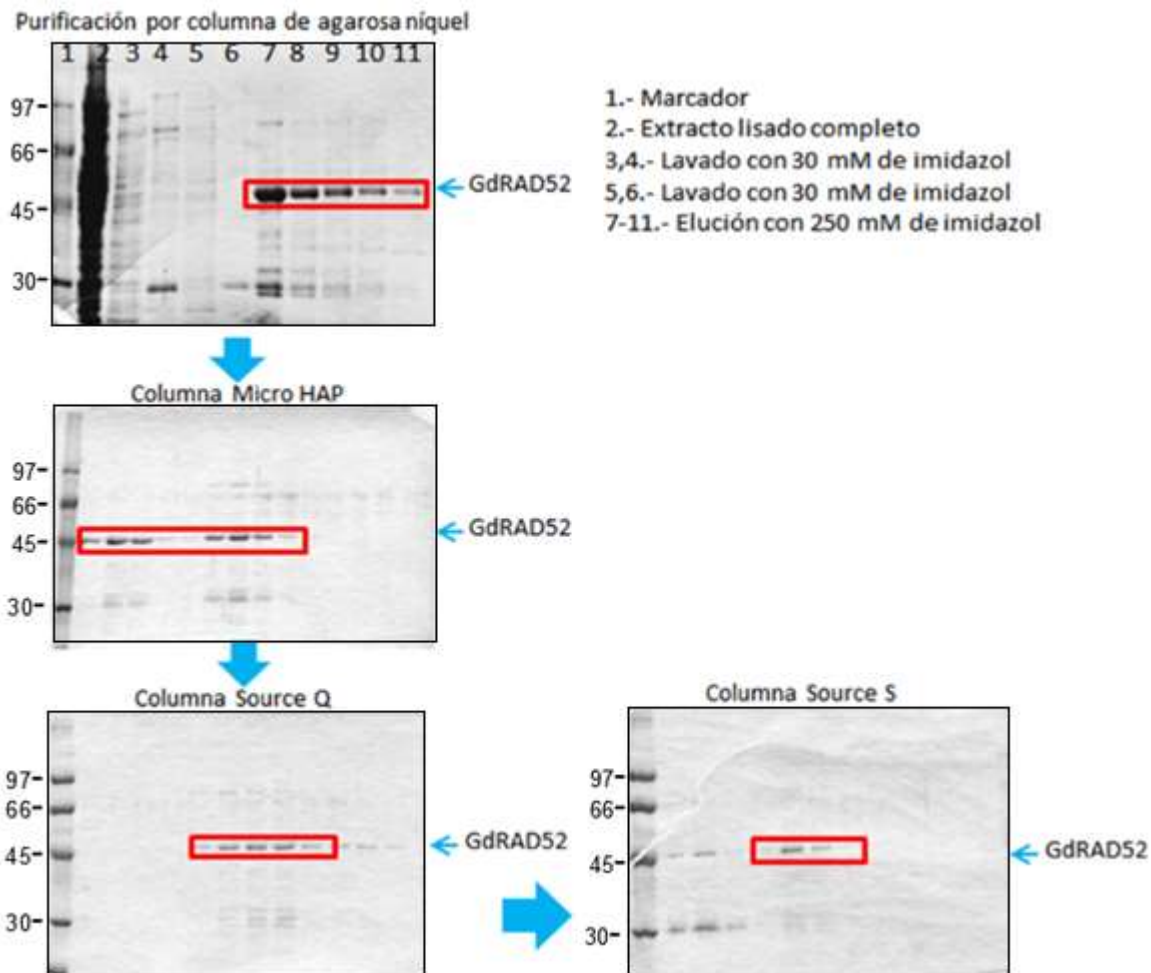 Purificación por columna de agarosa níquel
1 2 3 4 5 6 7 8 9 10 11
97-
66-
45-
30-
GdRAD52
1.- Marcador
2.- Extracto lisado completo
3,4.- Lavado con 30 mM de imidazol
5,6.- Lavado con 30 mM de imidazol
7-11.- Elución con 250 mM de imidazol
Columna Micro HAP
97-
66-
45-
30-
GdRAD52
Columna Source Q
97-
66-
45-
30-
GdRAD52
Columna Source S
97-
66-
45-
30-
GdRAD52